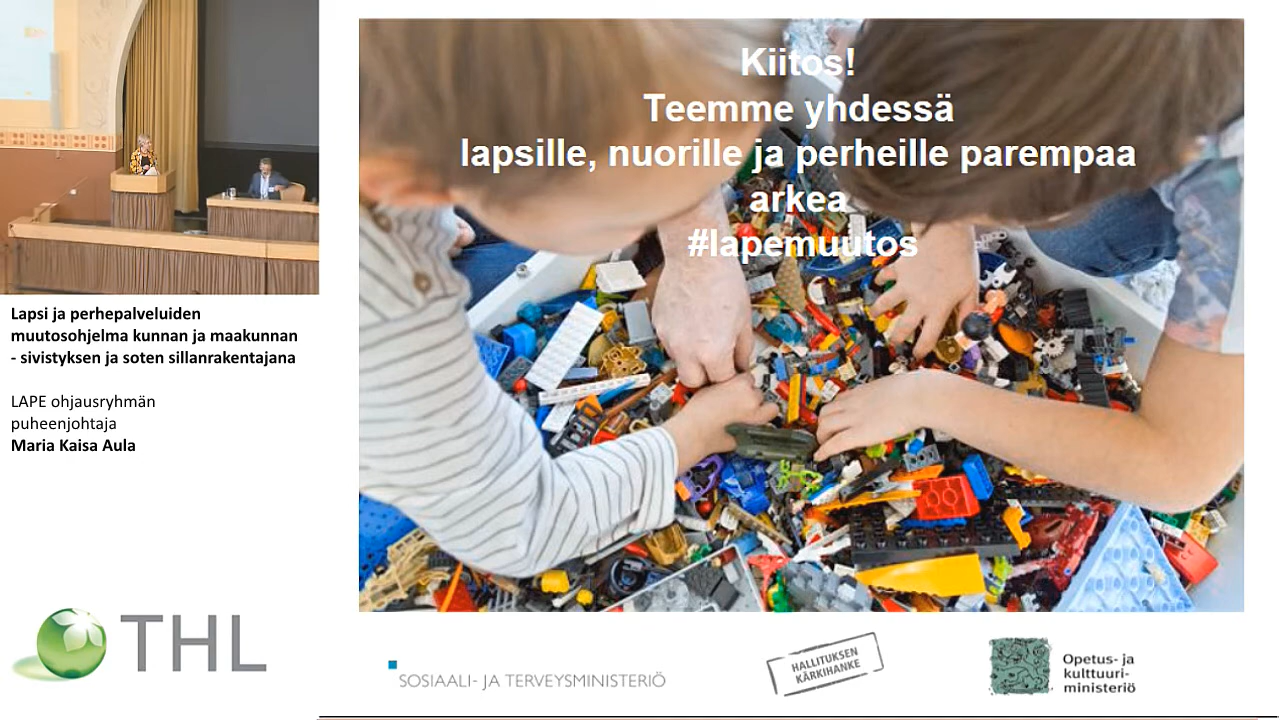 Kiitos!
Teemme yhdessä
lapsille, nuorille ja perheille parempaa
arkea
#lapemuutos
Lapsi ja perhepalveluiden
muutosohjelma kunnan ja maakunnan
- sivistyksen ja soten sillanrakentajana
LAPE ohjausryhmän
puheenjohtaja
Maria Kaisa Aula
THL
SOSIAALI- JA TERVEYSMINISTERIÖ
HALLITUKSEN
KÄRKIHANKE
Opetus- ja
kulttuuri-
ministeriö